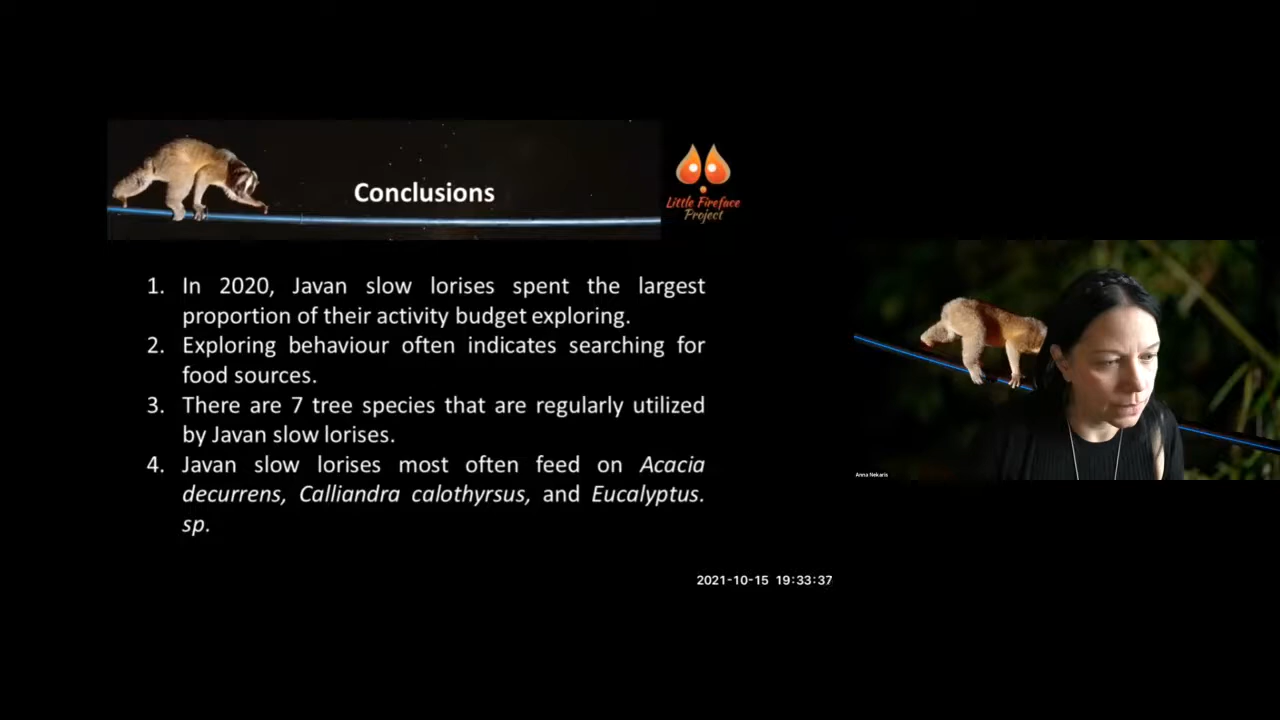 Conclusions
Little Fireface
Project
1. In 2020, Javan slow lorises spent the largest
proportion of their activity budget exploring.
2. Exploring behaviour often indicates searching for
food sources.
3. There are 7 tree species that are regularly utilized
by Javan slow lorises.
4. Javan slow lorises most often feed on Acacia
decurrens, Calliandra calothyrsus, and Eucalyptus.
sp.
Anna Nekaris
2021-10-15 19:33:37